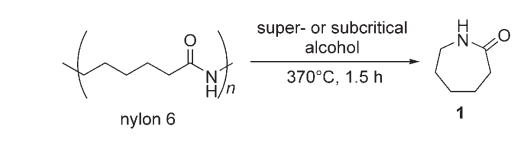 super- or subcritical
alcohol
370°C, 1.5 h
O
N
H
n
nylon 6
H
N
O
1